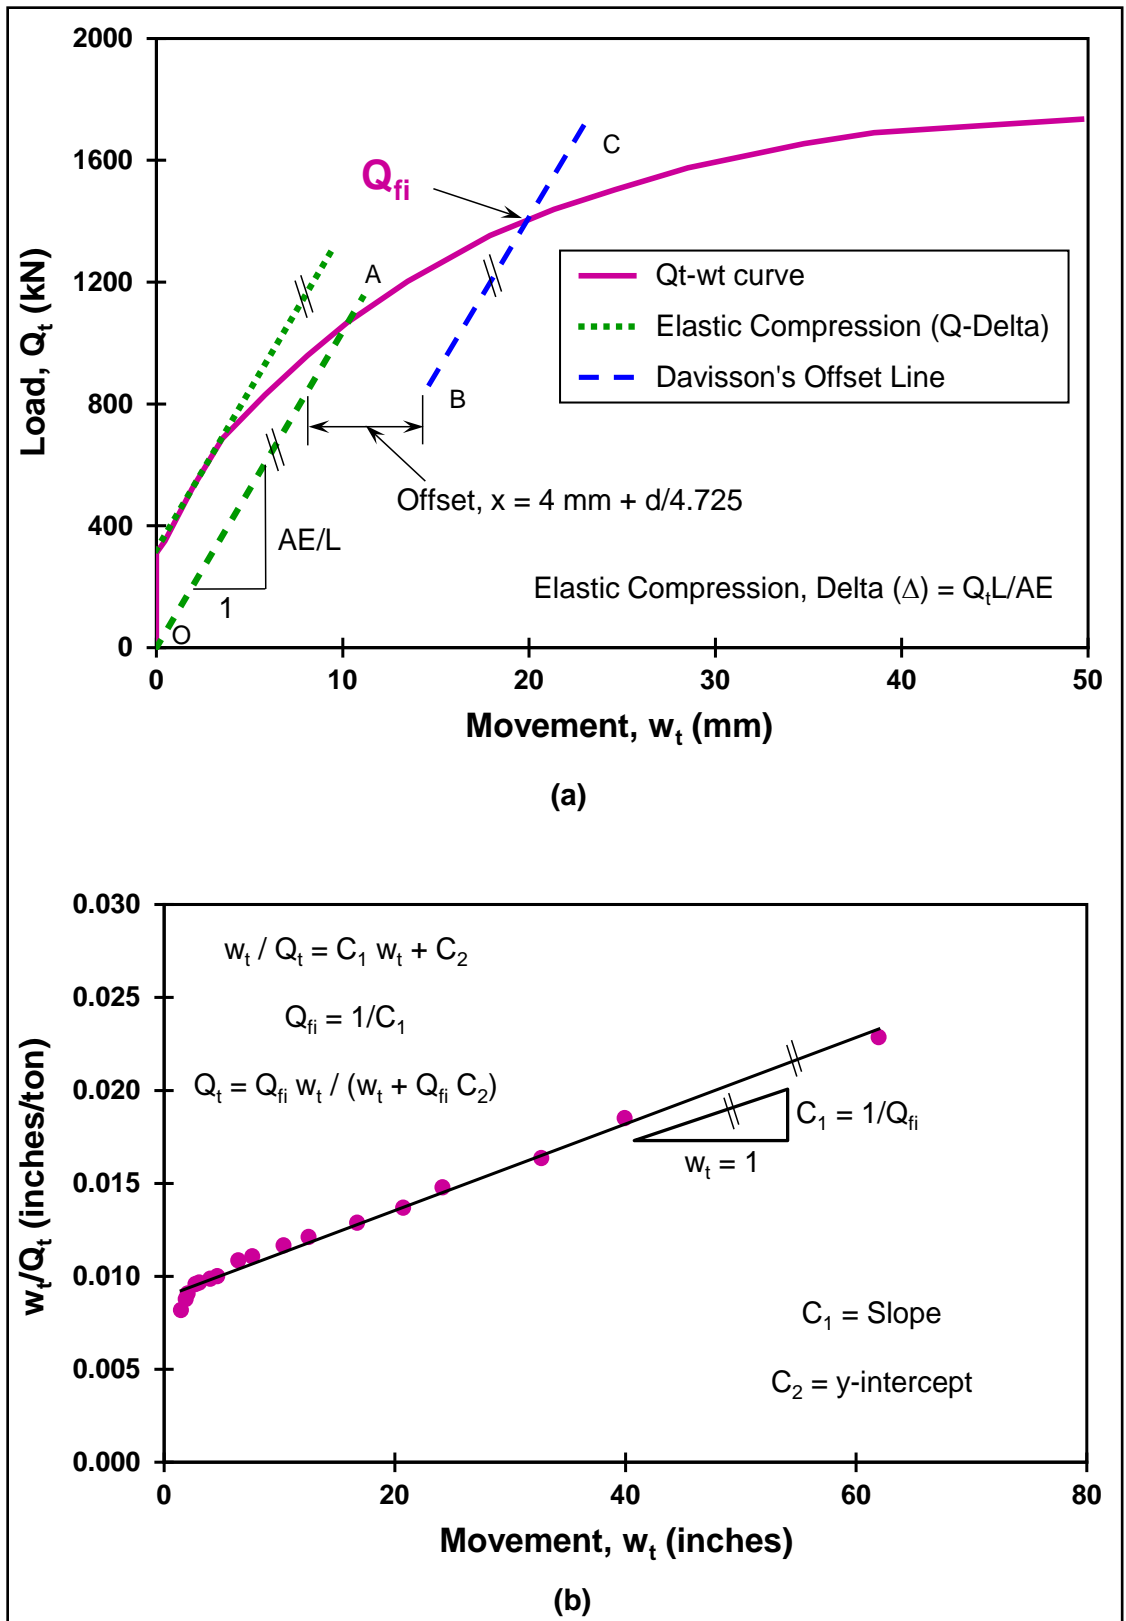 2000
1600
1200
800
400
0
Load, Qt (kN)
Qfi
C
A
B
O
Qt-wt curve
Elastic Compression (Q-Delta)
Davisson's Offset Line
Offset, x = 4 mm + d/4.725
AE/L
1
Elastic Compression, Delta (Δ) = QtL/AE
0 10 20 30 40 50
Movement, wt (mm)
(a)
0.030
0.025
0.020
0.015
0.010
0.005
0.000
wt/Qt (inches/ton)
wt / Qt = C1 wt + C2
Qfi = 1/C1
Qt = Qfi wt / (wt + Qfi C2)
C1 = 1/Qfi
wt = 1
C1 = Slope
C2 = y-intercept
0 20 40 60 80
Movement, wt (inches)
(b)